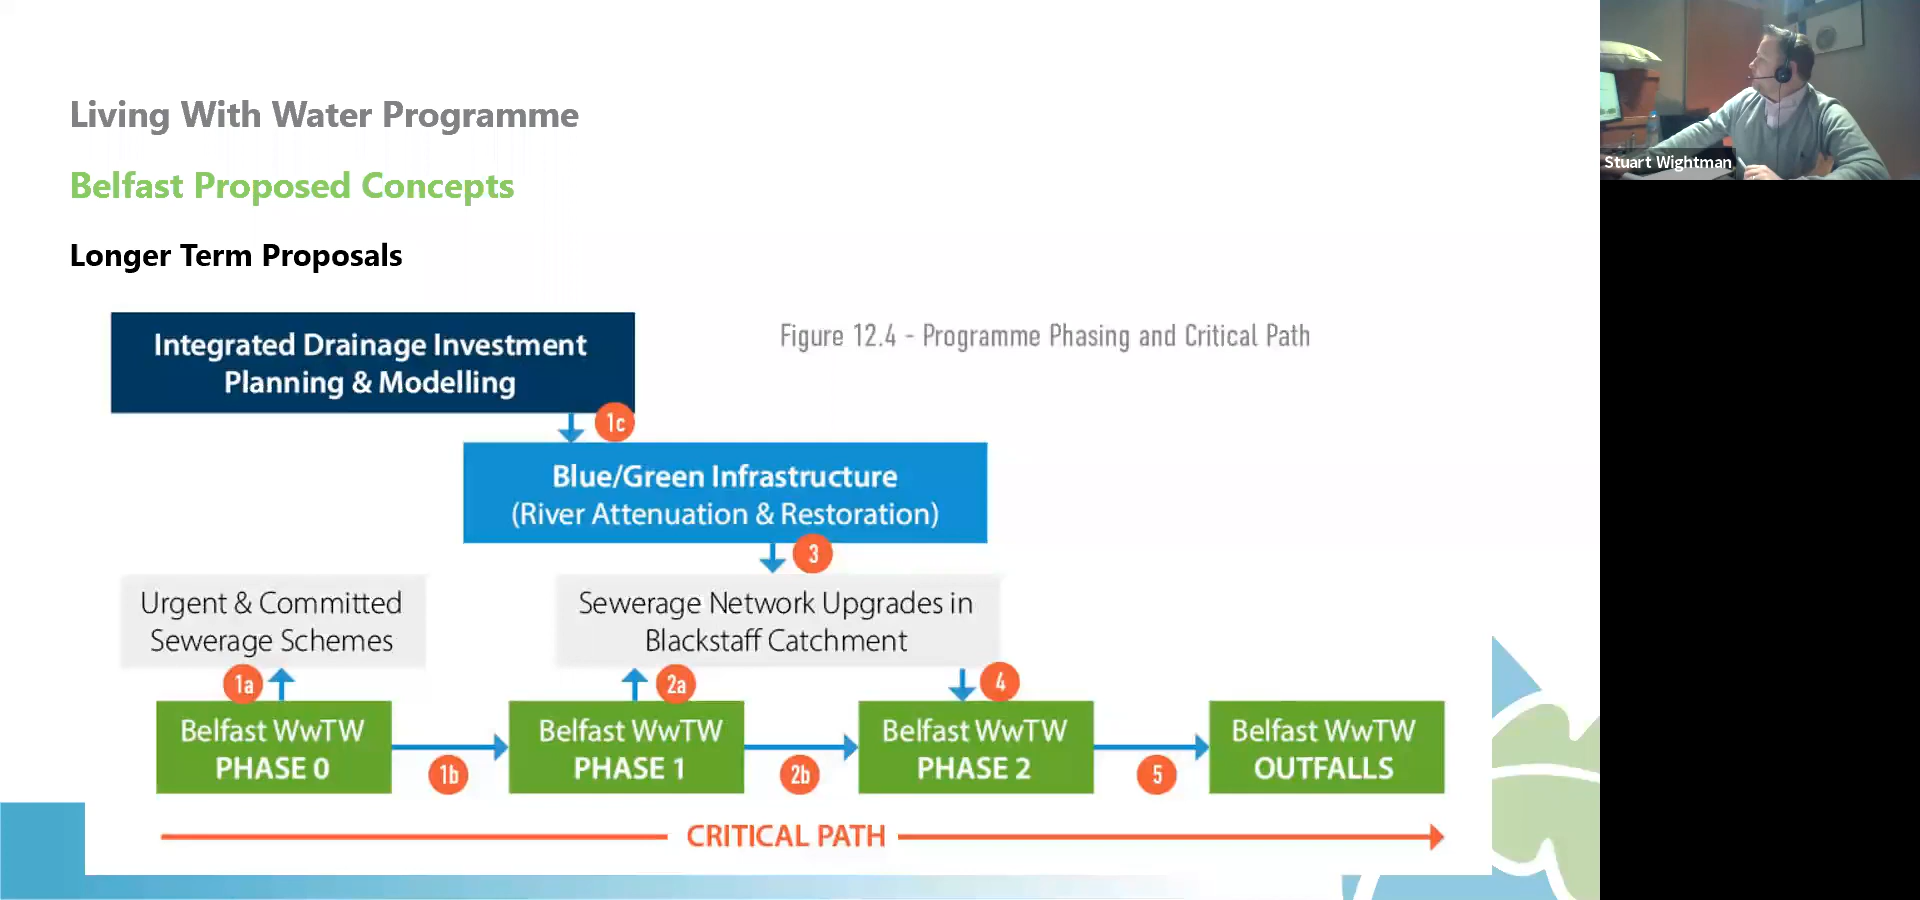 Living With Water Programme
Belfast Proposed Concepts
Longer Term Proposals
Figure 12.4 - Programme Phasing and Critical Path
Integrated Drainage Investment
Planning & Modelling
1c
Blue/Green Infrastructure
(River Attenuation & Restoration)
3
Urgent & Committed
Sewerage Schemes
Sewerage Network Upgrades in
Blackstaff Catchment
1a
2a
4
Belfast WwTW
PHASE 0
1b
Belfast WwTW
PHASE 1
2b
Belfast WwTW
PHASE 2
5
Belfast WwTW
OUTFALLS
CRITICAL PATH
Stuart Wightman